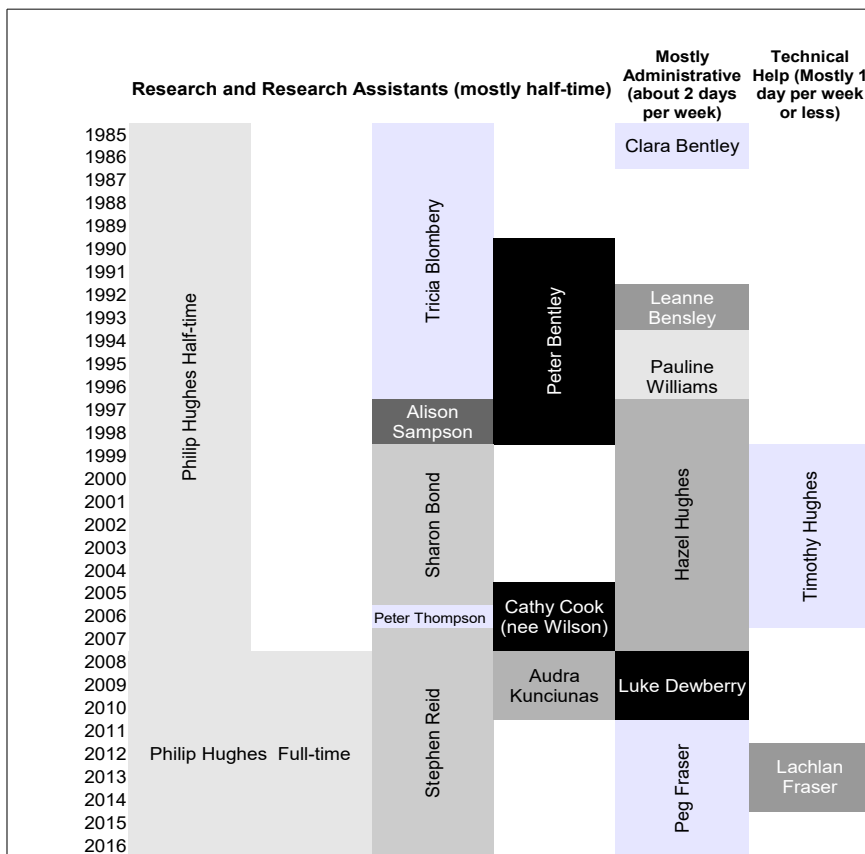 Research and Research Assistants (mostly half-time)
Mostly
Administrative
(about 2 days
per week)
Technical
Help (Mostly 1
day per week
or less)
1985
1986
1987
1988
1989
1990
1991
1992
1993
1994
1995
1996
1997
1998
1999
2000
2001
2002
2003
2004
2005
2006
2007
2008
2009
2010
2011
2012
2013
2014
2015
2016
Philip Hughes Half-time
Philip Hughes  Full-time
Tricia Blombery
Alison
Sampson
Sharon Bond
Peter Thompson
Stephen Reid
Peter Bentley
Cathy Cook
(nee Wilson)
Audra
Kunciunas
Clara Bentley
Leanne
Bensley
Pauline
Williams
Hazel Hughes
Luke Dewberry
Peg Fraser
Timothy Hughes
Lachlan
Fraser